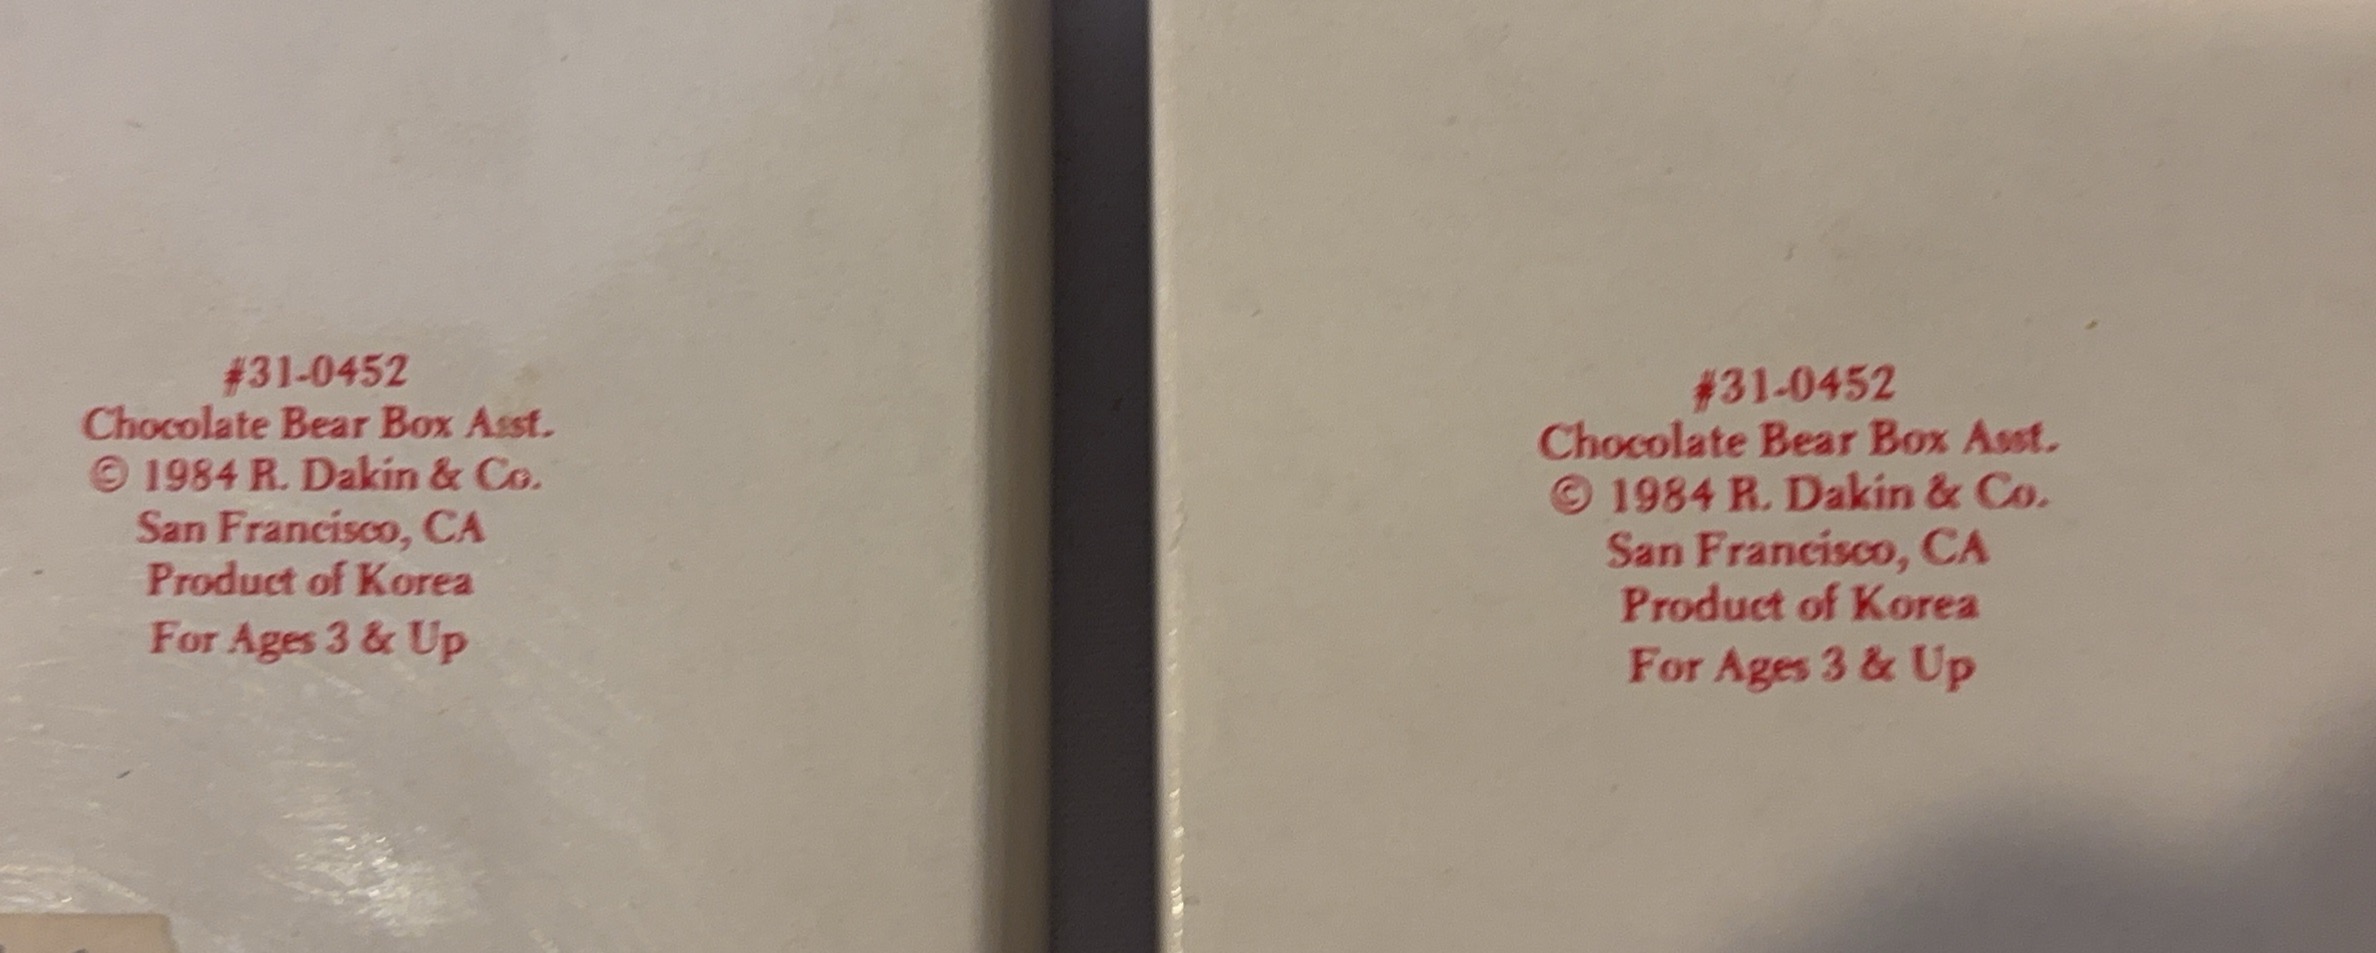 #31-0452
Chocolate Bear Box Asst.
© 1984 R. Dakin & Co.
San Francisco, CA
Product of Korea
For Ages 3 & Up
#31-0452
Chocolate Bear Box Asst.
© 1984 R. Dakin & Co.
San Francisco, CA
Product of Korea
For Ages 3 & Up